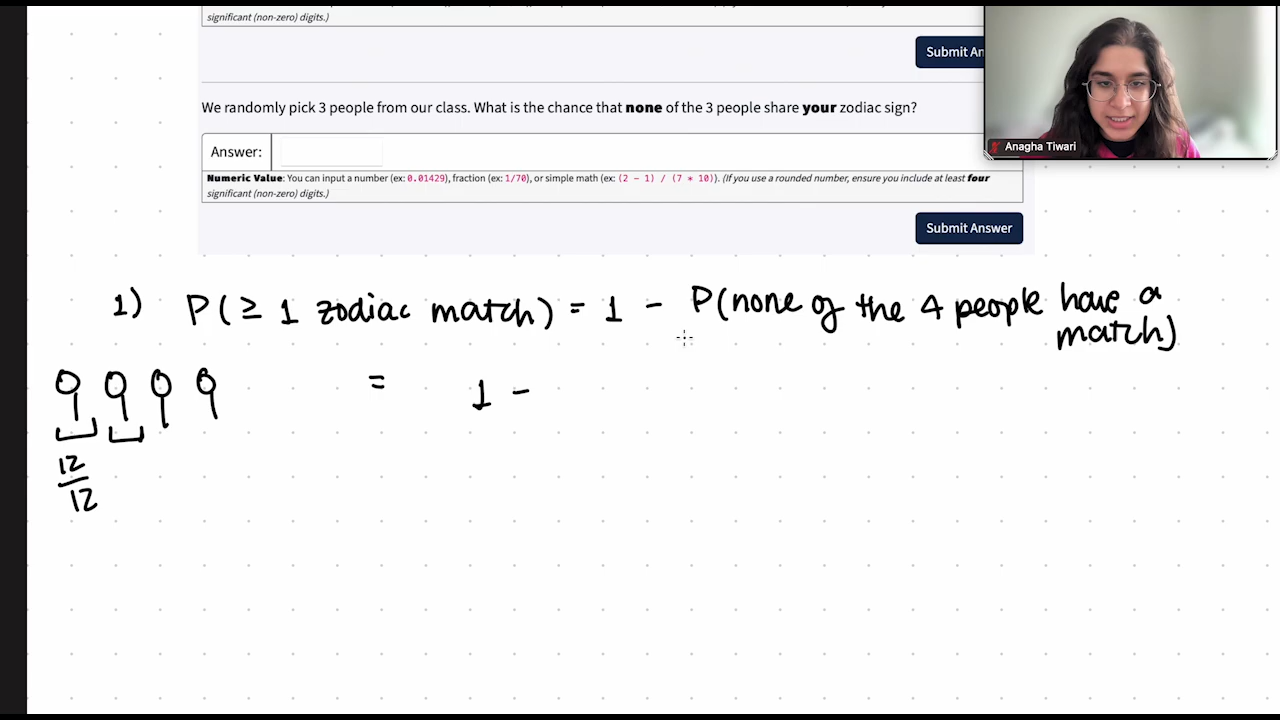 significant (non-zero) digits.)
Submit An
We randomly pick 3 people from our class. What is the chance that none of the 3 people share your zodiac sign?
Answer:
Numeric Value: You can input a number (ex: 0.01429), fraction (ex: 1/70), or simple math (ex: (2 − 1) / (7 * 10)). (If you use a rounded number, ensure you include at least four
significant (non-zero) digits.)
Submit Answer
Anagha Tiwari
1) P(≥ 1 zodiac match) = 1 - P(none of the 4 people have a
match)
= 1 -
12
12